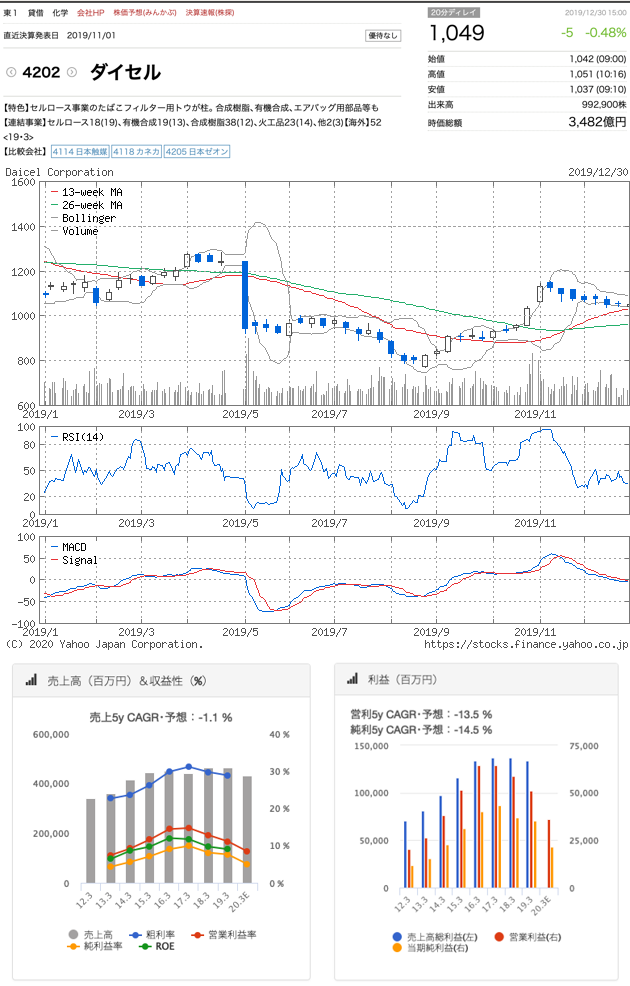 東1 貸借 化学 会社HP 株価予想(みんかぶ) 決算速報(株探)
直近決算発表日 2019/11/01 優待なし
4202 ダイセル
【特色】セルロース事業のたばこフィルター用トウが柱。合成樹脂、有機合成、エアバッグ用部品等も
【連結事業】セルロース18(19)、有機合成19(13)、合成樹脂38(12)、火工品23(14)、他2(3)【海外】52
<19・3>
【比較会社】 4114 日本触媒 4118 カネカ 4205 日本ゼオン
20分ディレイ 2019/12/30 15:00
1,049 -5 -0.48%
始値 1,042 (09:00)
高値 1,051 (10:16)
安値 1,037 (09:10)
出来高 992,900株
時価総額 3,482億円
Daicel Corporation 2019/12/30
1600
1400
1200
1000
800
600
13-week MA
26-week MA
Bollinger
Volume
2019/1 2019/3 2019/5 2019/7 2019/9 2019/11
100
80
50
20
0
RSI(14)
2019/1 2019/3 2019/5 2019/7 2019/9 2019/11
100
50
0
-50
-100
MACD
Signal
2019/1 2019/3 2019/5 2019/7 2019/9 2019/11
(C) 2020 Yahoo Japan Corporation. https://stocks.finance.yahoo.co.jp
売上高（百万円）＆収益性（%）
売上5y CAGR・予想：-1.1 %
600,000 40 %
400,000 30 %
20 %
200,000 10 %
0 0 %
12.3 13.3 14.3 15.3 16.3 17.3 18.3 19.3 20.3E
売上高 粗利率 営業利益率
純利益率 ROE
利益（百万円）
営利5y CAGR・予想：-13.5 %
純利5y CAGR・予想：-14.5 %
150,000 75,000
100,000 50,000
50,000 25,000
0 0
12.3 13.3 14.3 15.3 16.3 17.3 18.3 19.3 20.3E
売上高総利益(左) 営業利益(右)
当期純利益(右)